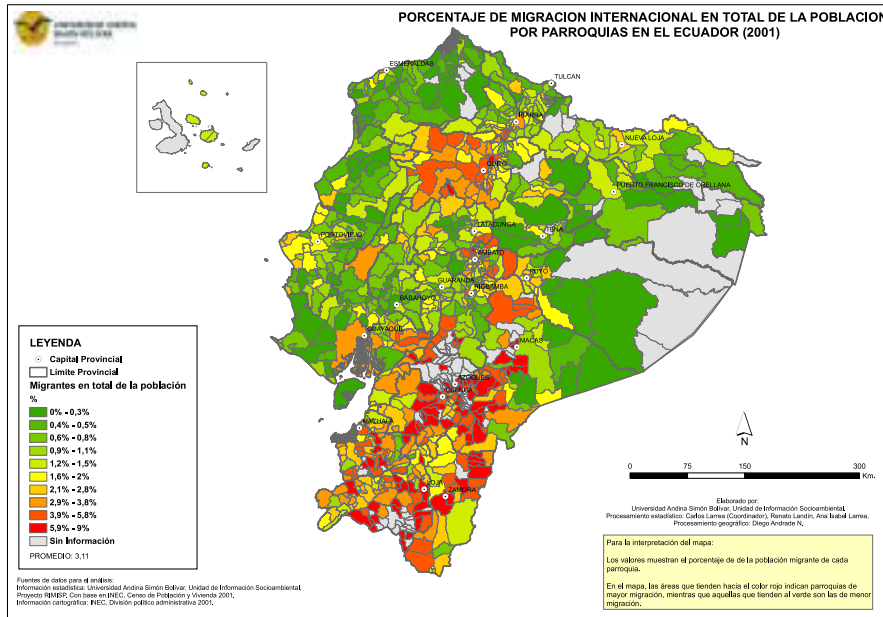 PORCENTAJE DE MIGRACION INTERNACIONAL EN TOTAL DE LA POBLACION
POR PARROQUIAS EN EL ECUADOR (2001)
ESMERALDAS
TULCAN
IBARRA
NUEVA LOJA
QUITO
PUERTO FRANCISCO DE ORELLANA
LATACUNGA
TENA
PORTOVIEJO
AMBATO
PUYO
GUARANDA
RIOBAMBA
BABAHOYO
GUAYAQUIL
MACAS
AZOGUES
CUENCA
MACHALA
LOJA
ZAMORA
LEYENDA
Capital Provincial
Limite Provincial
Migrantes en total de la población
%
0% - 0,3%
0,4% - 0,5%
0,6% - 0,8%
0,9% - 1,1%
1,2% - 1,5%
1,6% - 2%
2,1% - 2,8%
2,9% - 3,8%
3,9% - 5,8%
5,9% - 9%
Sin Información
PROMEDIO: 3,11
N
0 75 150 300
Km.
Elaborado por:
Universidad Andina Simón Bolívar, Unidad de Información Socioambiental.
Procesamiento estadístico: Carlos Larrea (Coordinador), Renato Landín, Ana Isabel Larrea,
Procesamiento geográfico: Diego Andrade N.
Para la interpretación del mapa:
Los valores muestran el porcentaje de de la población migrante de cada
parroquia.
En el mapa, las áreas que tienden hacia el color rojo indican parroquias de
mayor migración, mientras que aquellas que tienden al verde son las de menor
migración.
Fuentes de datos para el análisis:
Información estadística: Universidad Andina Simón Bolívar, Unidad de Información Socioambiental,
Proyecto RIMISP, Con base en INEC, Censo de Población y Vivienda 2001.
Información cartográfica: INEC, División político administrativa 2001.